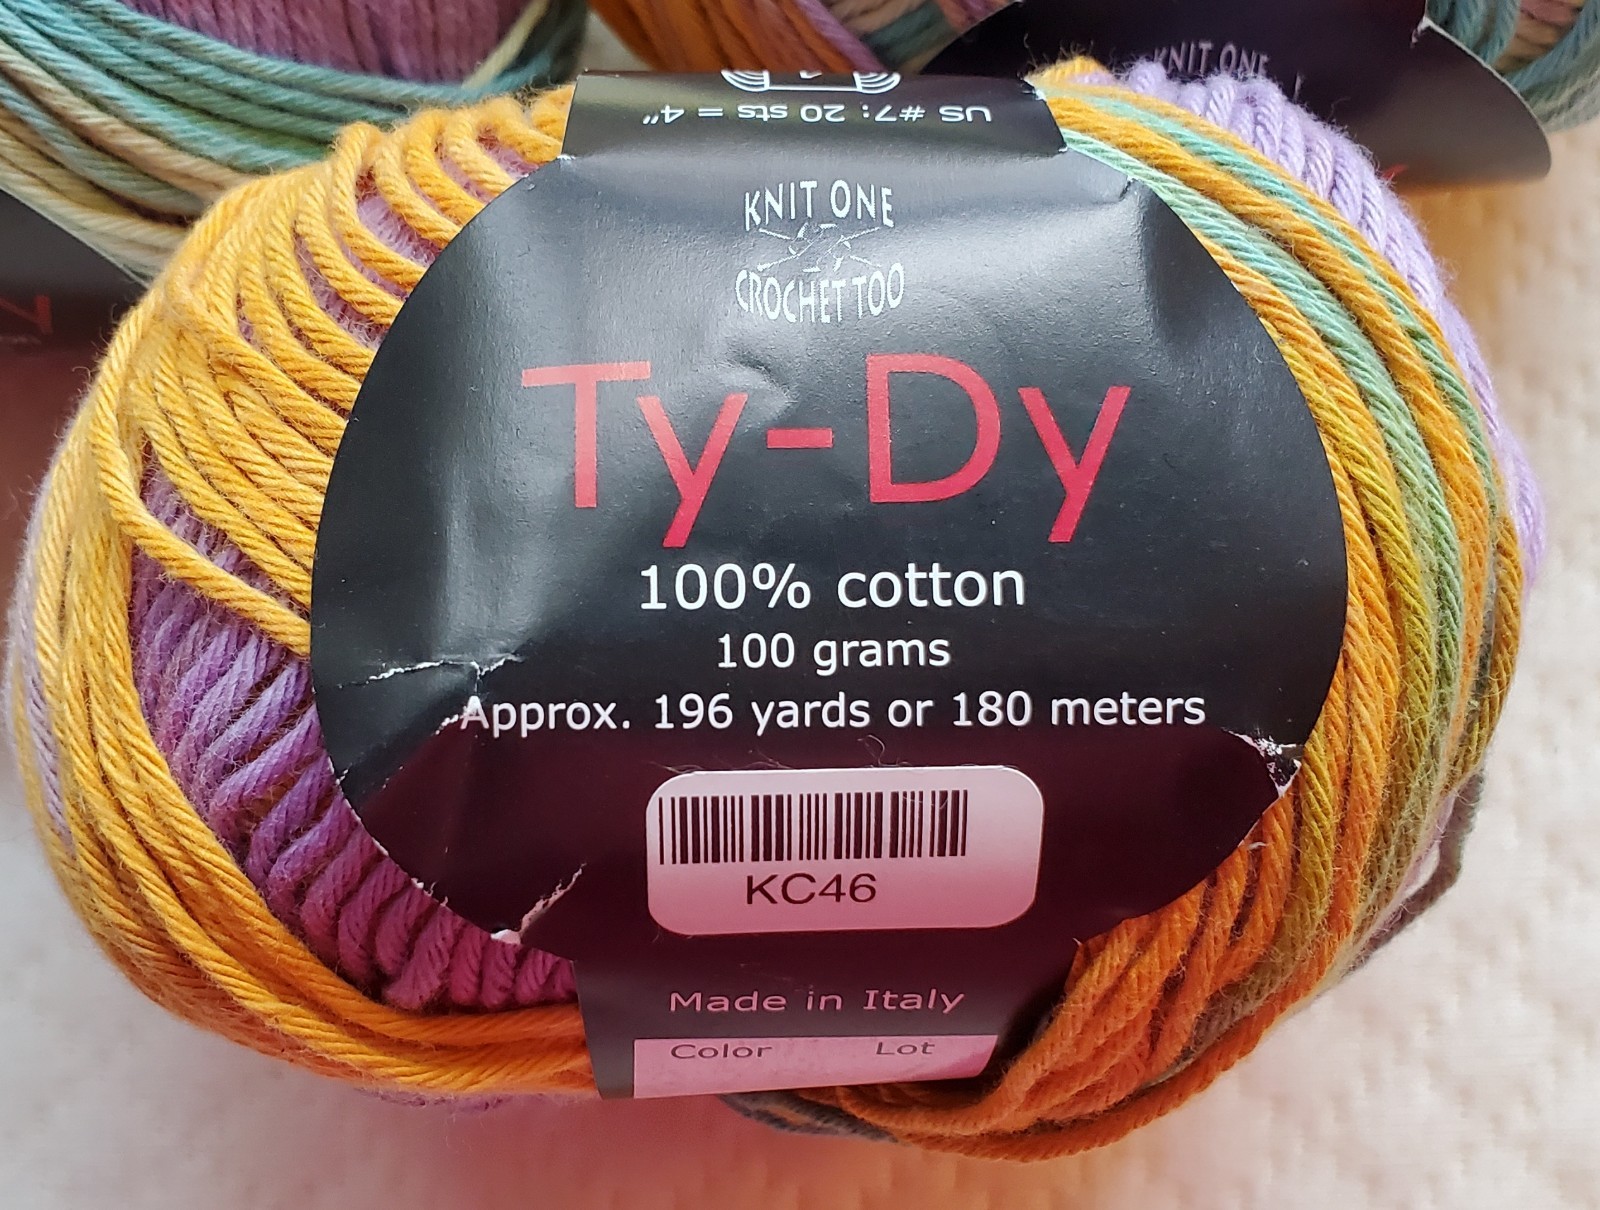 US #7: 20 sts = 4"
KNIT ONE
CROCHET TOO
Ty-Dy
100% cotton
100 grams
Approx. 196 yards or 180 meters
KC46
Made in Italy
Color Lot
KNIT ONE